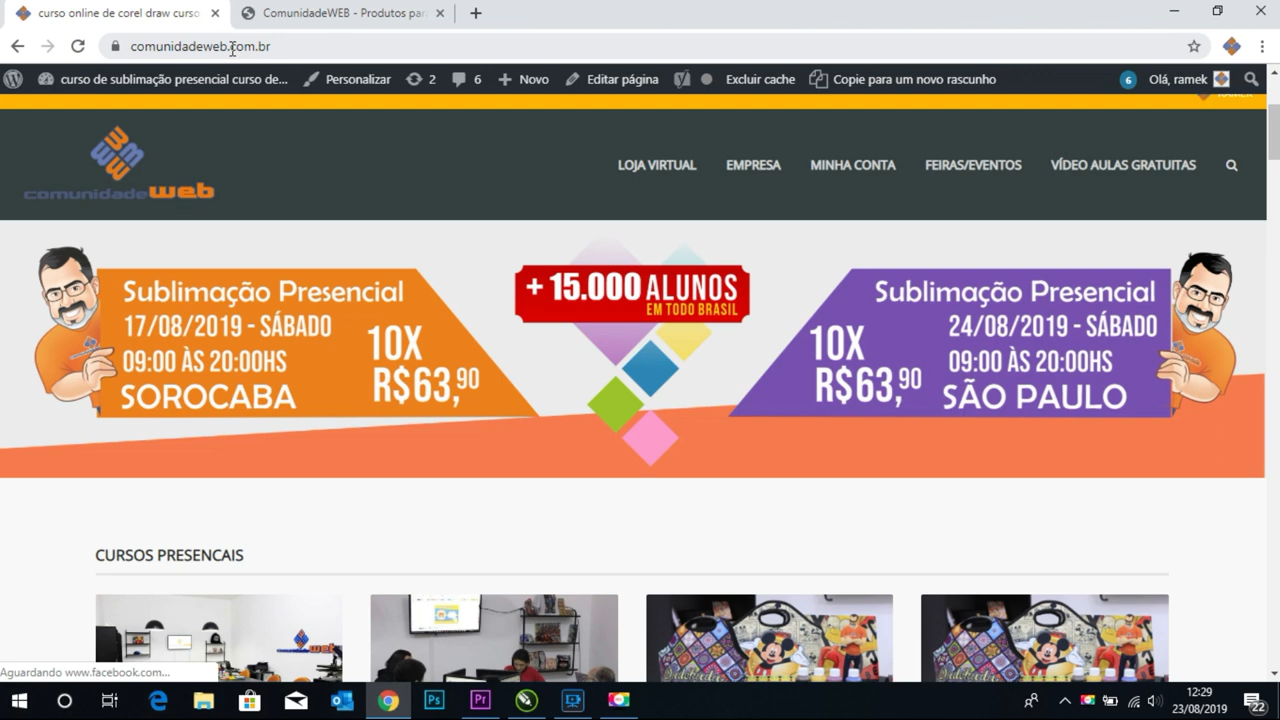 curso online de corel draw curso
ComunidadeWEB - Produtos par
comunidadeweb.com.br
curso de sublimação presencial curso de...
Personalizar
2
6
Novo
Editar página
Excluir cache
Copie para um novo rascunho
6
Olá, ramek
comunidadeweb
LOJA VIRTUAL
EMPRESA
MINHA CONTA
FEIRAS/EVENTOS
VÍDEO AULAS GRATUITAS
Sublimação Presencial
17/08/2019 - SÁBADO
09:00 ÀS 20:00HS
SOROCABA
10X
R$63,90
+ 15.000 ALUNOS
EM TODO BRASIL
Sublimação Presencial
24/08/2019 - SÁBADO
09:00 ÀS 20:00HS
SÃO PAULO
10X
R$63,90
CURSOS PRESENCAIS
comunidadeweb
Aguardando www.facebook.com...
Ps
Pr
12:29
23/08/2019
22